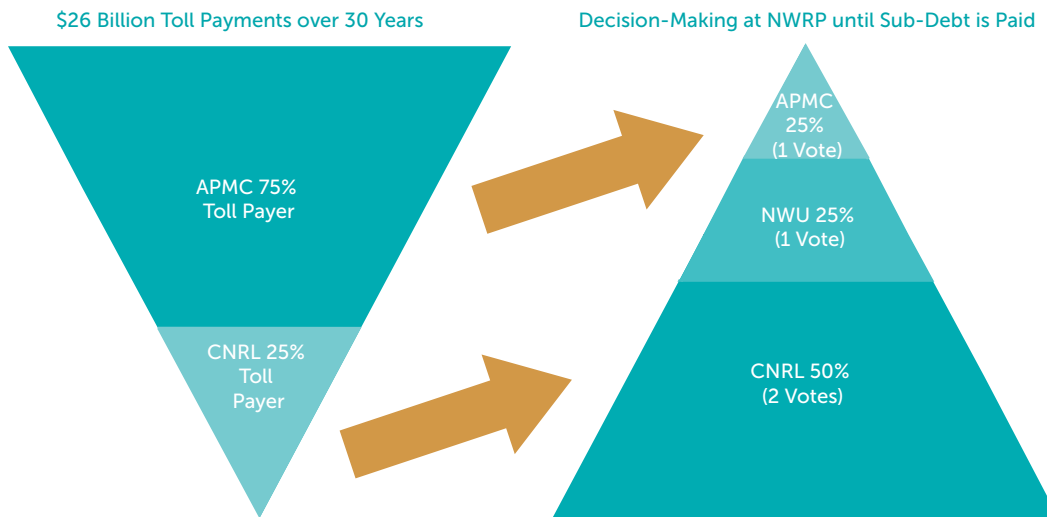 $26 Billion Toll Payments over 30 Years
APMC 75%
Toll Payer
CNRL 25%
Toll
Payer
Decision-Making at NWRP until Sub-Debt is Paid
APMC
25%
(1 Vote)
NWU 25%
(1 Vote)
CNRL 50%
(2 Votes)